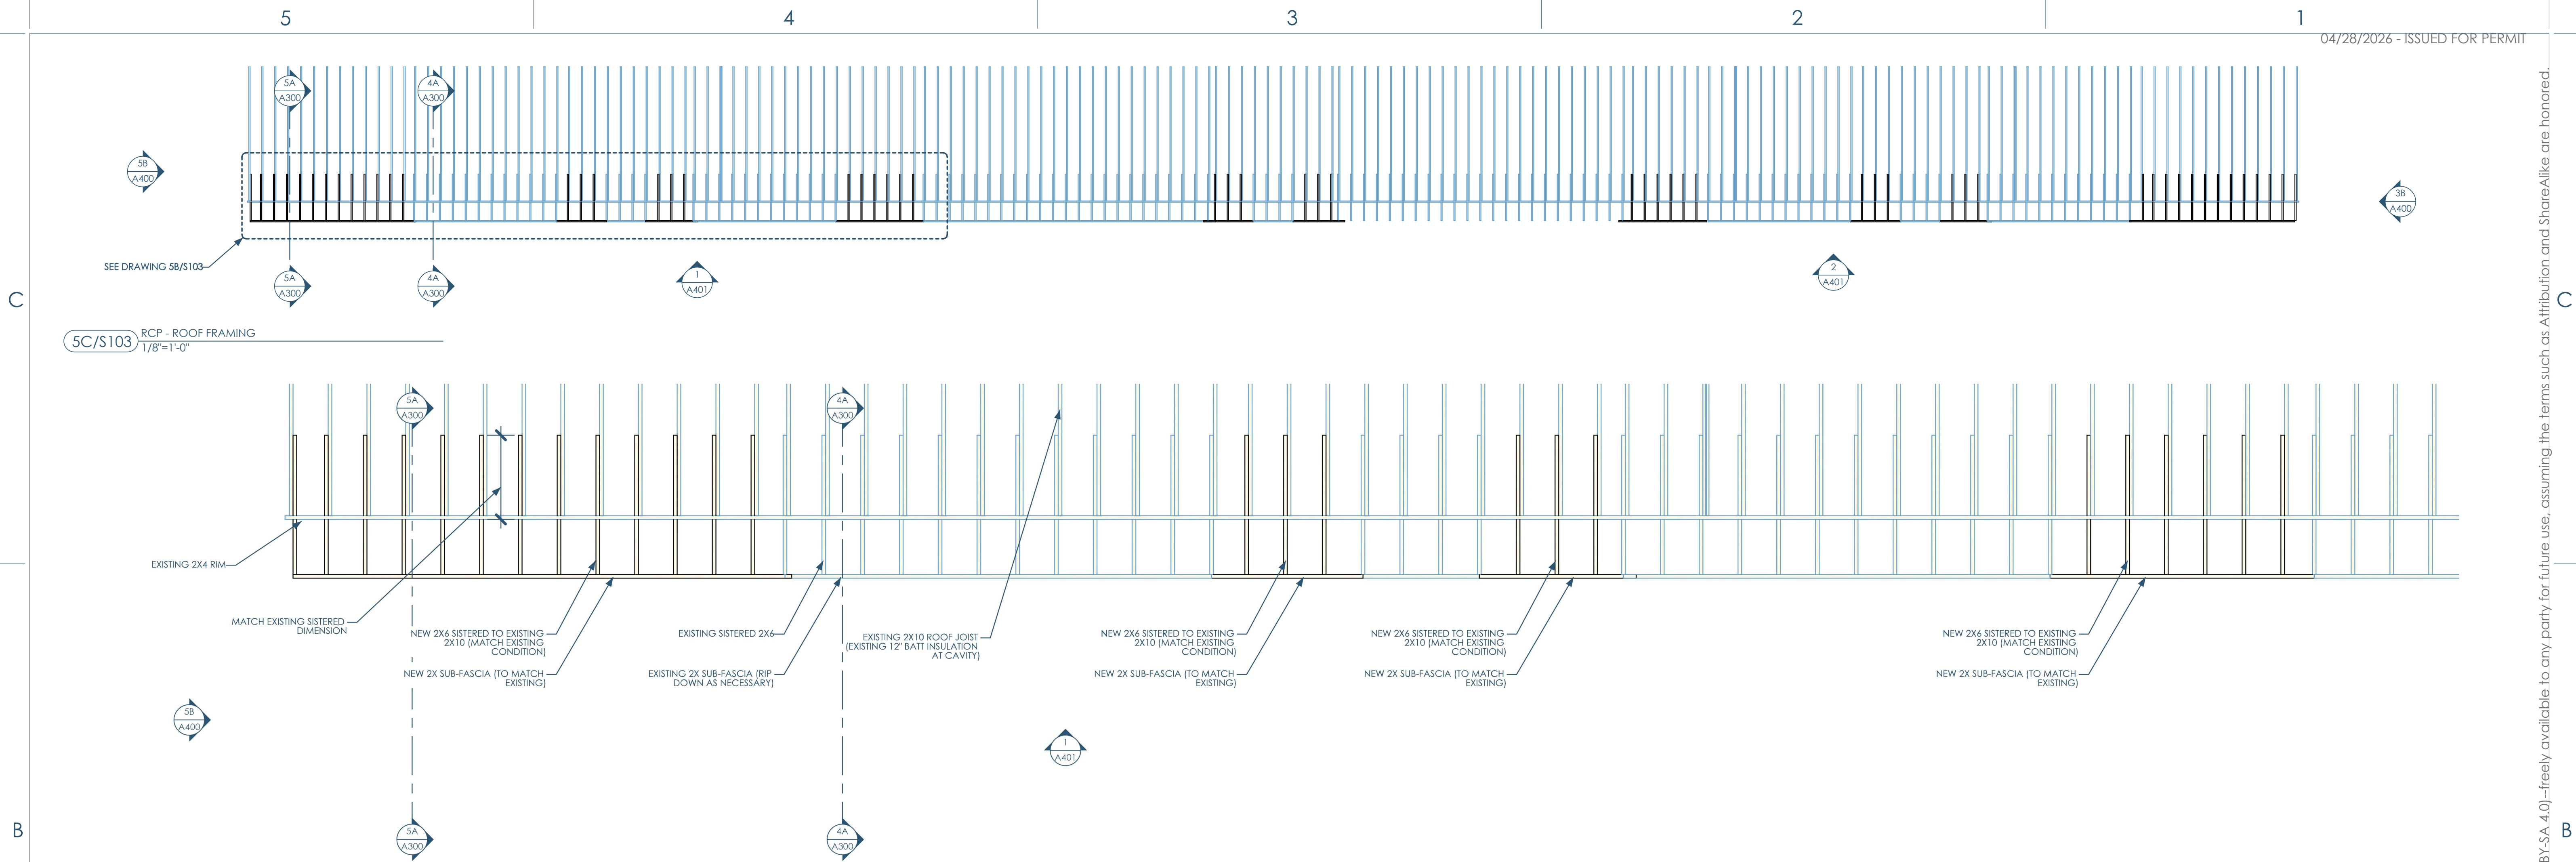 5
4
3
2
1
04/28/2026 - ISSUED FOR PERMIT
5A
A300
4A
A300
5B
A400
3B
A400
SEE DRAWING 5B/S103
5A
A300
4A
A300
1
A401
2
A401
C
C
5C/S103
RCP - ROOF FRAMING
1/8"=1'-0"
5A
A300
4A
A300
EXISTING 2X4 RIM
MATCH EXISTING SISTERED
DIMENSION
NEW 2X6 SISTERED TO EXISTING
2X10 (MATCH EXISTING
CONDITION)
NEW 2X SUB-FASCIA (TO MATCH
EXISTING)
EXISTING SISTERED 2X6
EXISTING 2X SUB-FASCIA (RIP
DOWN AS NECESSARY)
EXISTING 2X10 ROOF JOIST
(EXISTING 12" BATT INSULATION
AT CAVITY)
NEW 2X6 SISTERED TO EXISTING
2X10 (MATCH EXISTING
CONDITION)
NEW 2X SUB-FASCIA (TO MATCH
EXISTING)
NEW 2X6 SISTERED TO EXISTING
2X10 (MATCH EXISTING
CONDITION)
NEW 2X SUB-FASCIA (TO MATCH
EXISTING)
NEW 2X6 SISTERED TO EXISTING
2X10 (MATCH EXISTING
CONDITION)
NEW 2X SUB-FASCIA (TO MATCH
EXISTING)
5B
A400
1
A401
5A
A300
4A
A300
B
B
BY-SA 4.0)--freely available to any party for future use, assuming the terms such as Attribution and ShareAlike are honored.